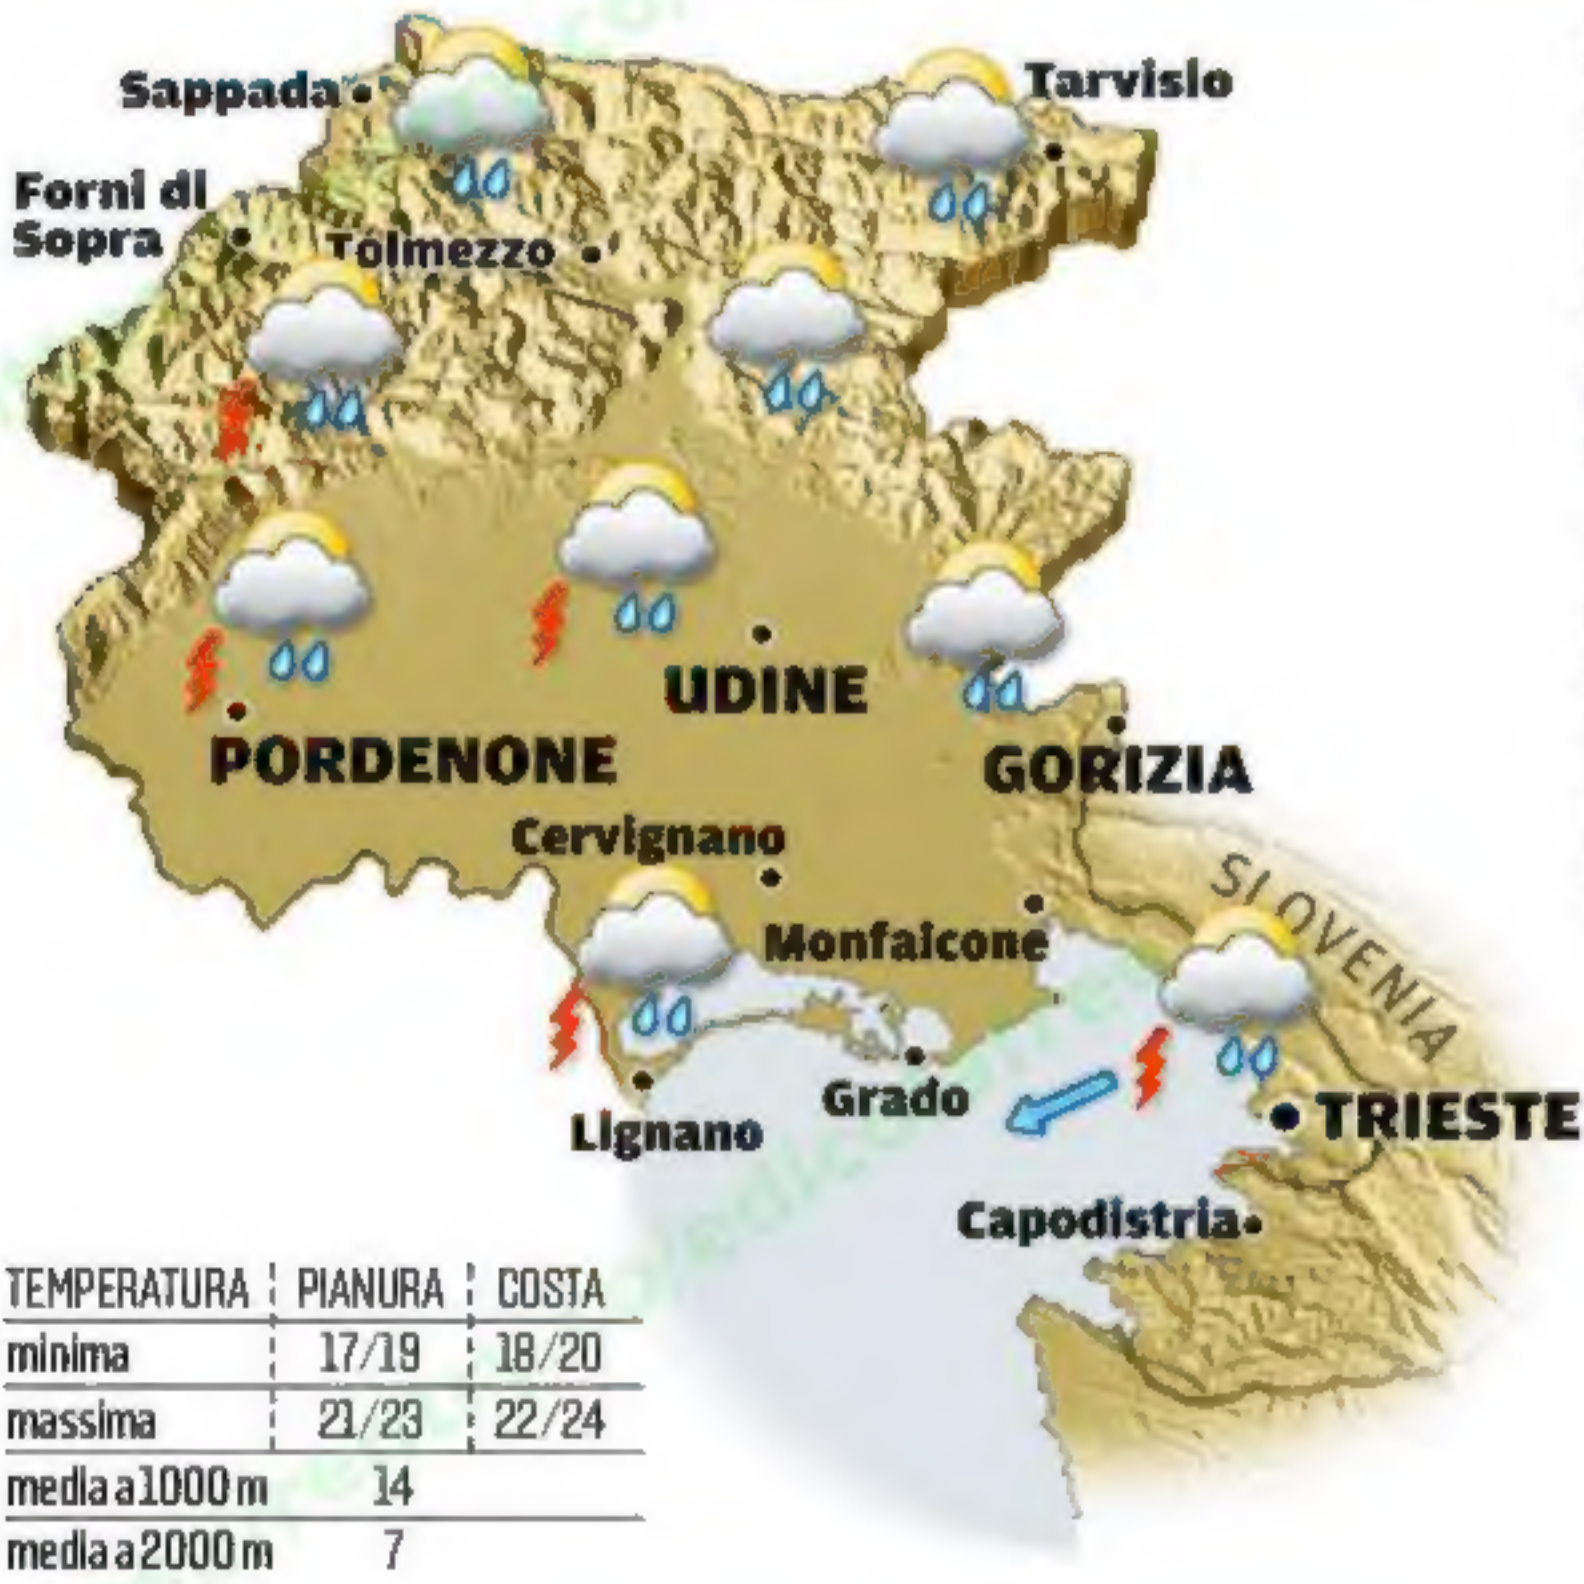 Sappada
Tarvisio
Forni di
Sopra
Tolmezzo
UDINE
PORDENONE
GORIZIA
Cervignano
SLOVENIA
Monfalcone
Grado
TRIESTE
Lignano
Capodistria
TEMPERATURA PIANURA COSTA
minima 17/19 18/20
massima 21/23 22/24
media a 1000 m 14
media a 2000 m 7